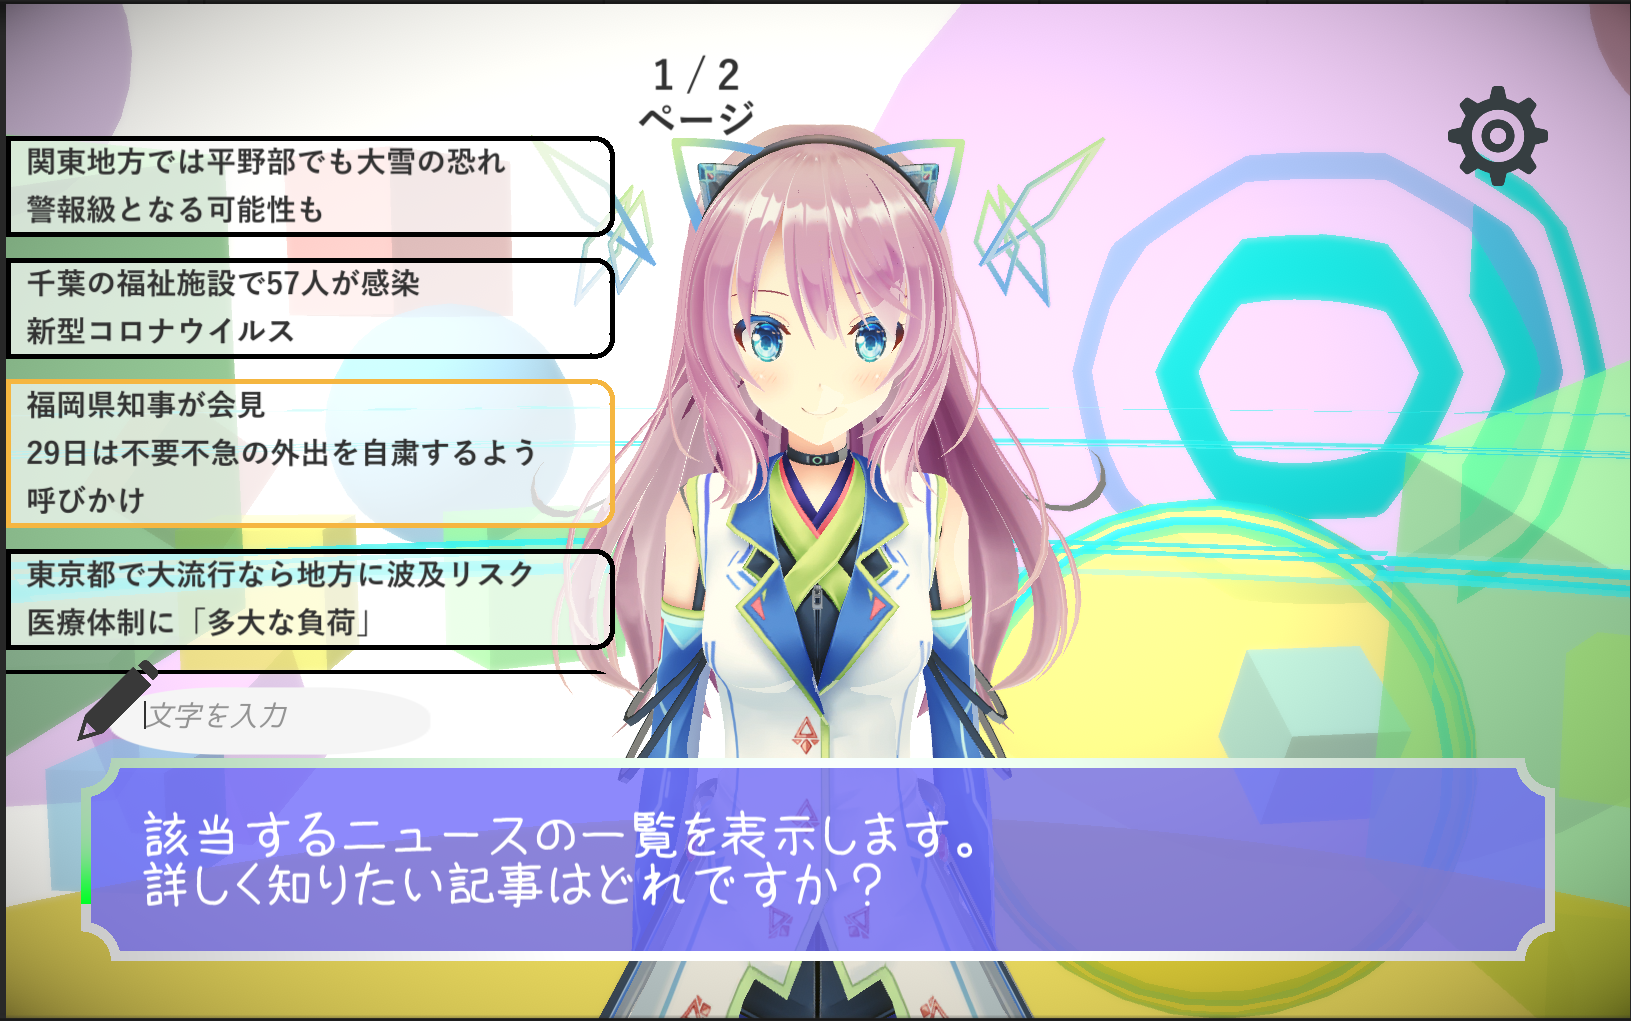 1 / 2
ページ
関東地方では平野部でも大雪の恐れ
警報級となる可能性も
千葉の福祉施設で57人が感染
新型コロナウイルス
福岡県知事が会見
29日は不要不急の外出を自粛するよう
呼びかけ
東京都で大流行なら地方に波及リスク
医療体制に「多大な負荷」
文字を入力
該当するニュースの一覧を表示します。
詳しく知りたい記事はどれですか？